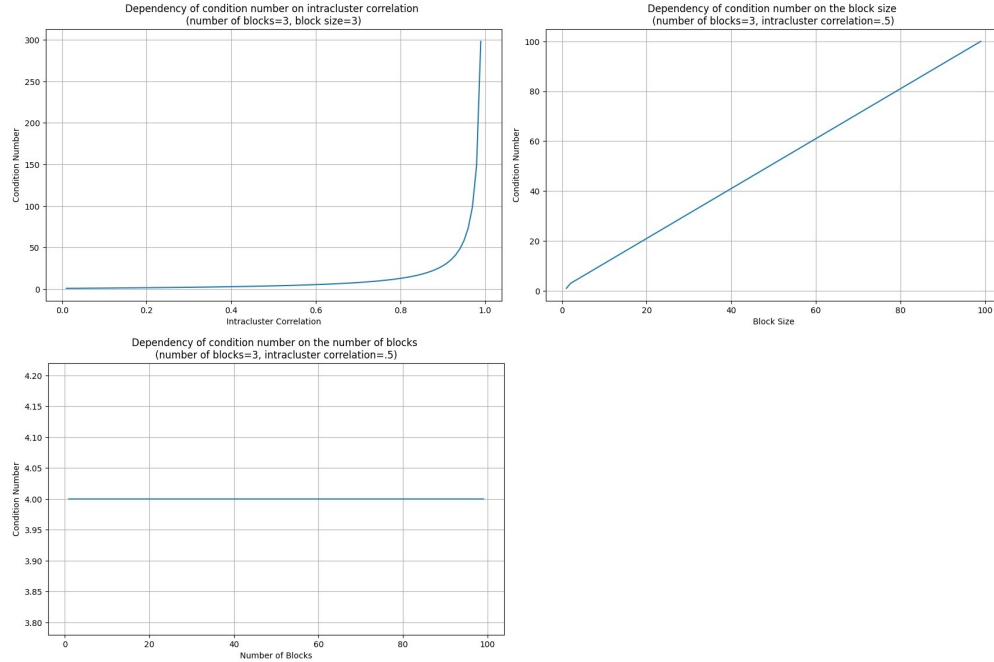 Dependency of condition number on intracluster correlation
(number of blocks=3, block size=3)
300
250
200
150
100
50
0
0.0 0.2 0.4 0.6 0.8 1.0
Condition Number
Intracluster Correlation
Dependency of condition number on the block size
(number of blocks=3, intracluster correlation=.5)
100
80
60
40
20
0
0 20 40 60 80 100
Condition Number
Block Size
Dependency of condition number on the number of blocks
(number of blocks=3, intracluster correlation=.5)
4.20
4.15
4.10
4.05
4.00
3.95
3.90
3.85
3.80
0 20 40 60 80 100
Condition Number
Number of Blocks